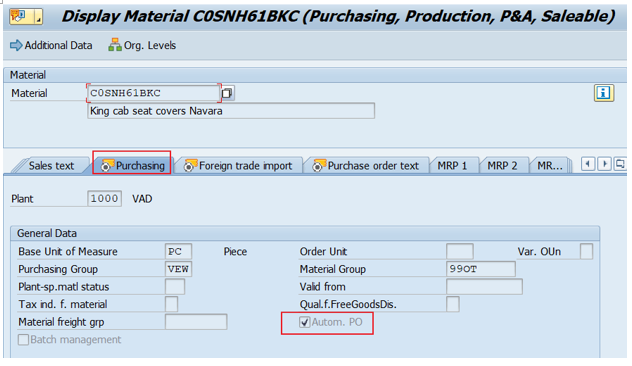 Display Material C0SNH61BKC (Purchasing, Production, P&A, Saleable)
Additional Data Org. Levels
Material
Material C0SNH61BKC
King cab seat covers Navara
Sales text Purchasing Foreign trade import Purchase order text MRP 1 MRP 2 MR...
Plant 1000 VAD
General Data
Base Unit of Measure PC Piece Order Unit Var. OUn
Purchasing Group VEW Material Group 99OT
Plant-sp.matl status Valid from
Tax ind. f. material Qual.f.FreeGoodsDis.
Material freight grp Autom. PO
Batch management